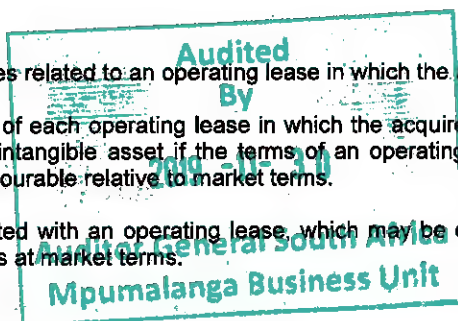 Audited
es related to an operating lease in which the
By
of each operating lease in which the acquire
intangible asset if the terms of an operating
2019 -11- 30
ourable relative to market terms.
ted with an operating lease, which may be
Auditor General South Africa
s at market terms.
Mpumalanga Business Unit